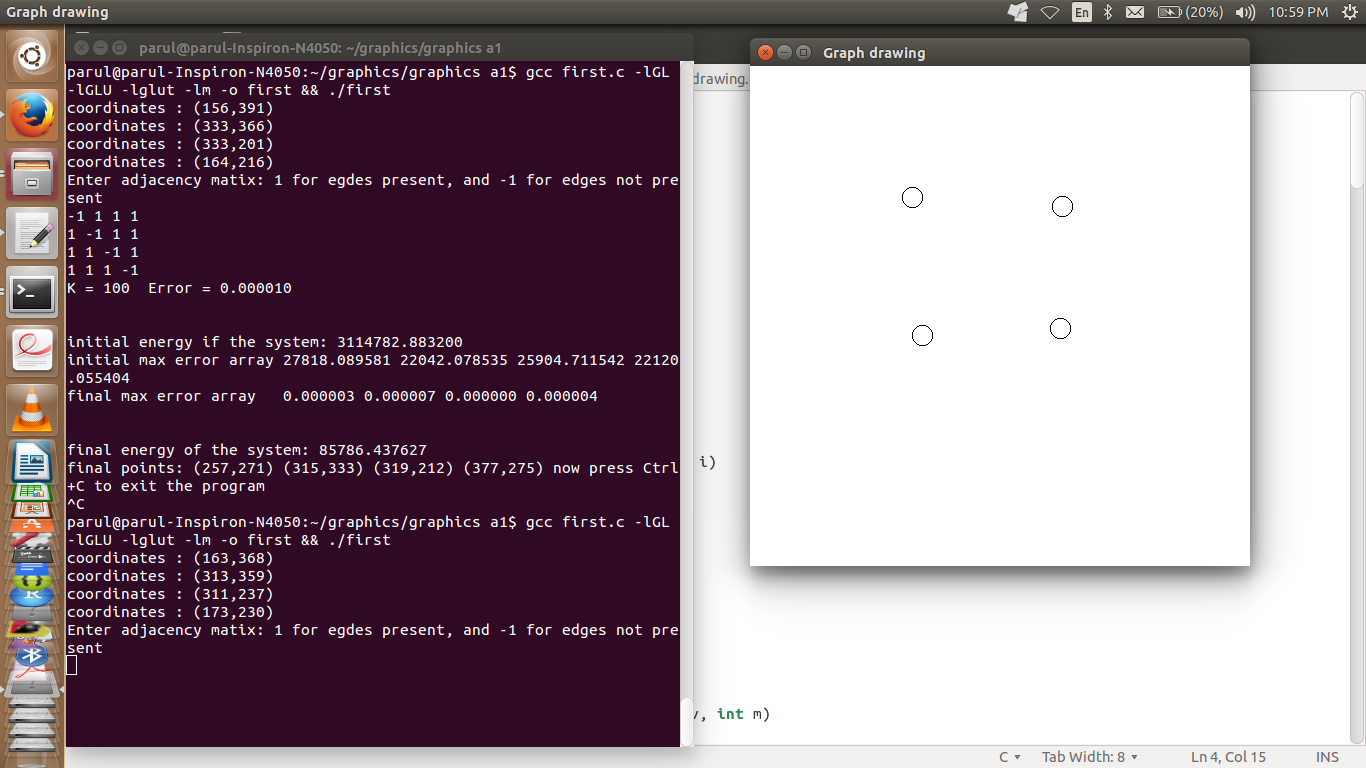 Graph drawing
En
(20%)
10:59 PM
parul@parul-Inspiron-N4050: ~/graphics/graphics a1
parul@parul-Inspiron-N4050:~/graphics/graphics a1$ gcc first.c -lGL
-lGLU -lglut -lm -o first && ./first
coordinates : (156,391)
coordinates : (333,366)
coordinates : (333,201)
coordinates : (164,216)
Enter adjacency matix: 1 for egdes present, and -1 for edges not pre
sent
-1 1 1 1
1 -1 1 1
1 1 -1 1
1 1 1 -1
K = 100  Error = 0.000010
initial energy if the system: 3114782.883200
initial max error array 27818.089581 22042.078535 25904.711542 22120
.055404
final max error array   0.000003 0.000007 0.000000 0.000004
final energy of the system: 85786.437627
final points: (257,271) (315,333) (319,212) (377,275) now press Ctrl
+C to exit the program
^C
parul@parul-Inspiron-N4050:~/graphics/graphics a1$ gcc first.c -lGL
-lGLU -lglut -lm -o first && ./first
coordinates : (163,368)
coordinates : (313,359)
coordinates : (311,237)
coordinates : (173,230)
Enter adjacency matix: 1 for egdes present, and -1 for edges not pre
sent
Graph drawing
drawing.
i)
, int m)
C
Tab Width: 8
Ln 4, Col 15
INS